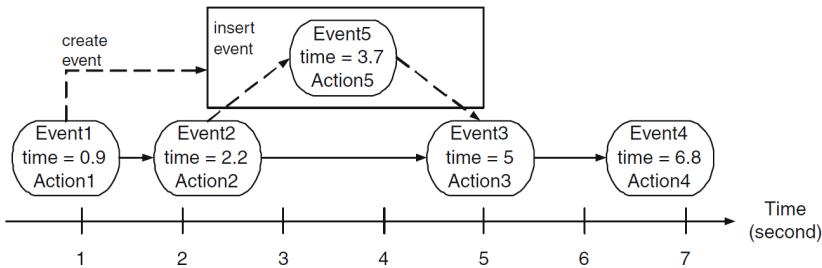 create
event
insert
event
Event5
time = 3.7
Action5
Event1
time = 0.9
Action1
Event2
time = 2.2
Action2
Event3
time = 5
Action3
Event4
time = 6.8
Action4
Time
(second)
1
2
3
4
5
6
7